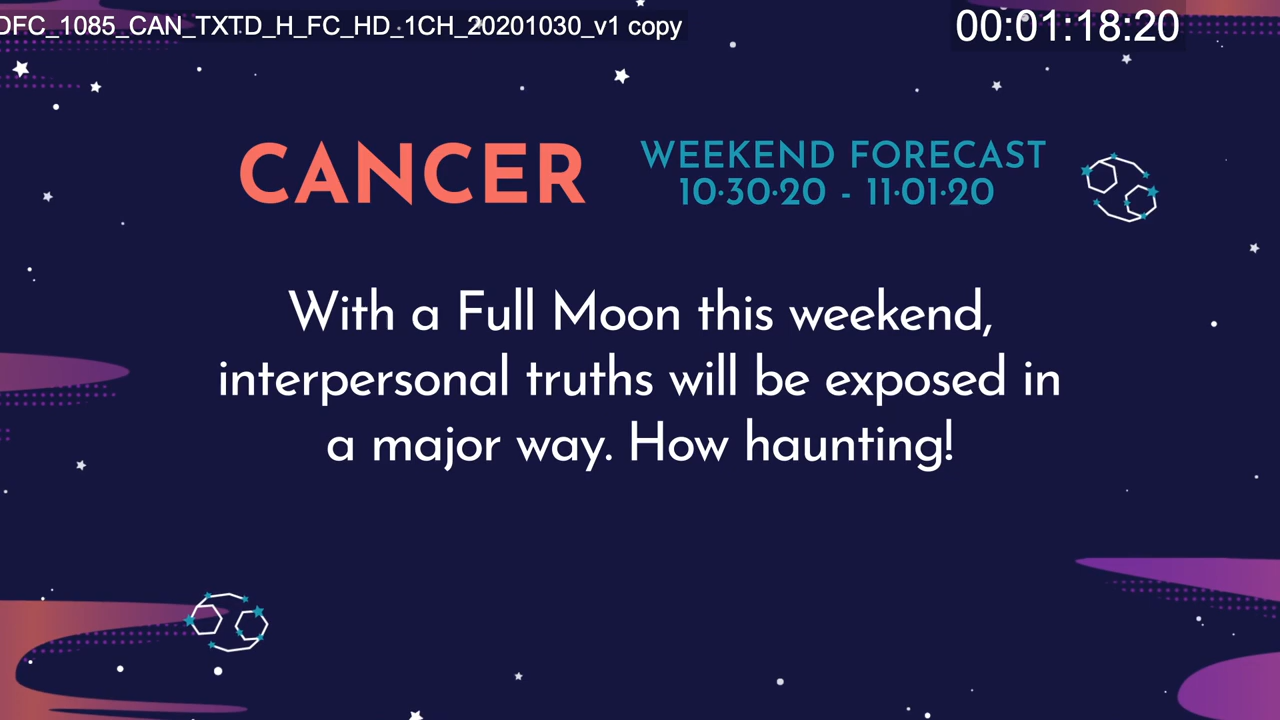 DFC_1085_CAN_TXTD_H_FC_HD_1CH_20201030_v1 copy
00:01:18:20
CANCER
WEEKEND FORECAST
10·30·20 - 11·01·20
With a Full Moon this weekend,
interpersonal truths will be exposed in
a major way. How haunting!